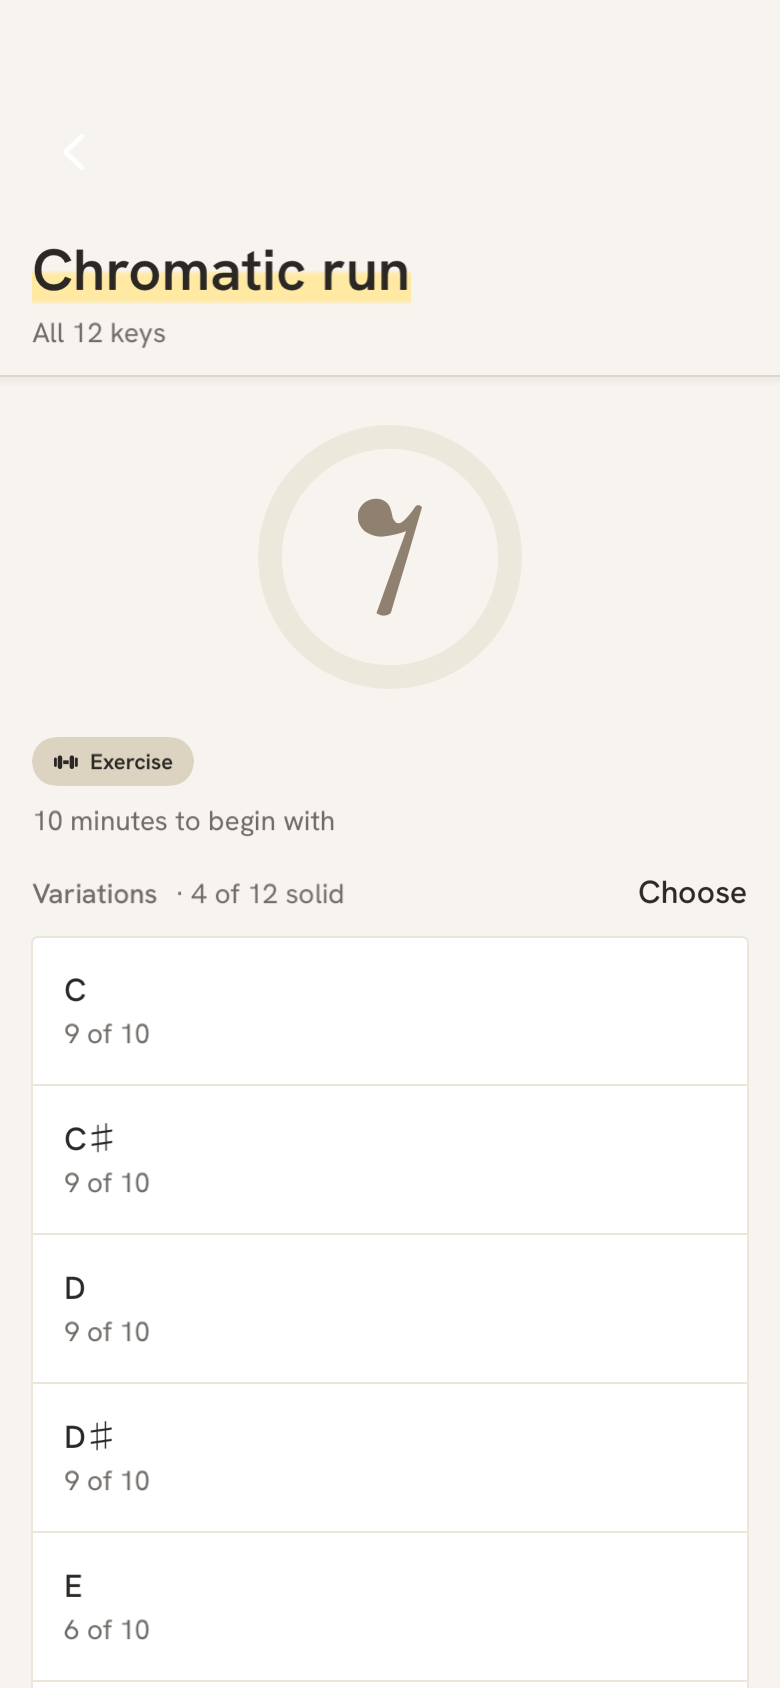 Chromatic run
All 12 keys
Exercise
10 minutes to begin with
Variations · 4 of 12 solid
Choose
C
9 of 10
C♯
9 of 10
D
9 of 10
D♯
9 of 10
E
6 of 10